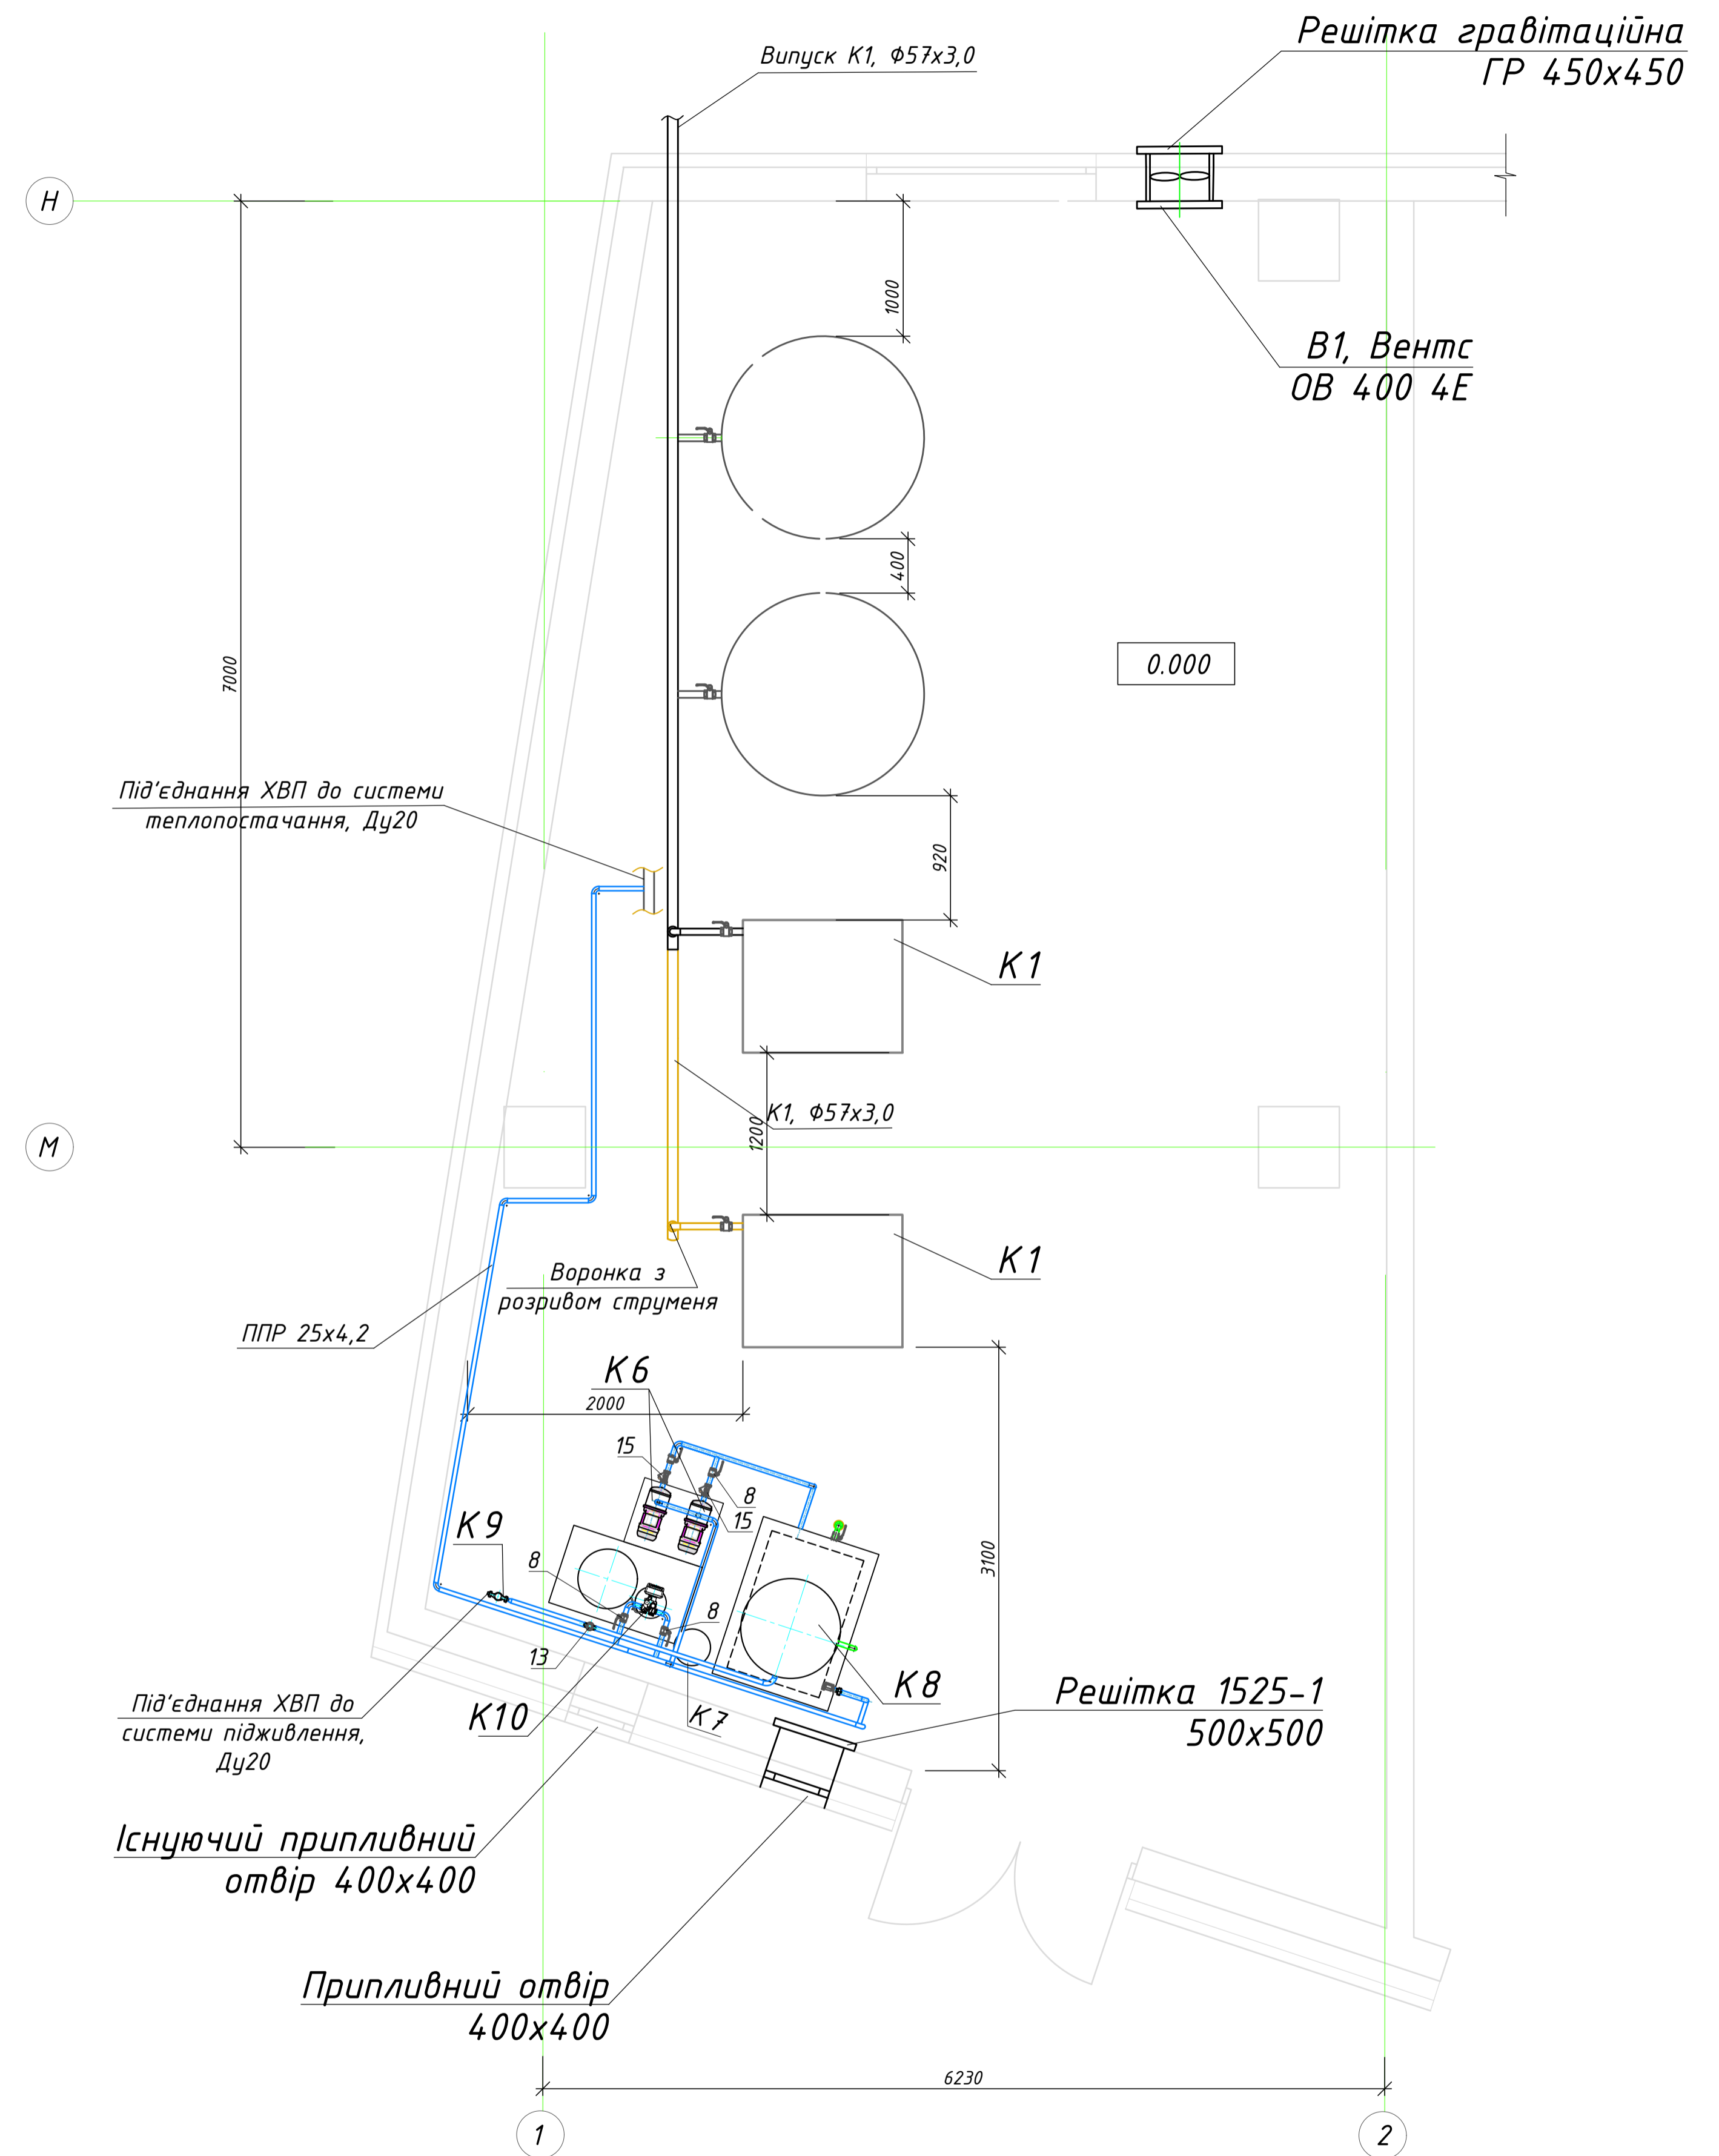 Решітка гравітаційна
ГР 450x450
Випуск К1, Ф57х3,0
Н
1000
В1, Вентс
ОВ 400 4Е
400
7000
0.000
Під'єднання ХВП до системи
теплопостачання, Ду20
920
К1
К1, Ф57х3,0
1200
М
К1
Воронка з
розривом струменя
ППР 25х4,2
К6
2000
15
8
15
К9
8
3100
8
13
К8
К7
К10
Решітка 1525-1
500х500
Під'єднання ХВП до
системи підживлення,
Ду20
Існуючий припливний
отвір 400х400
Припливний отвір
400х400
6230
1
2